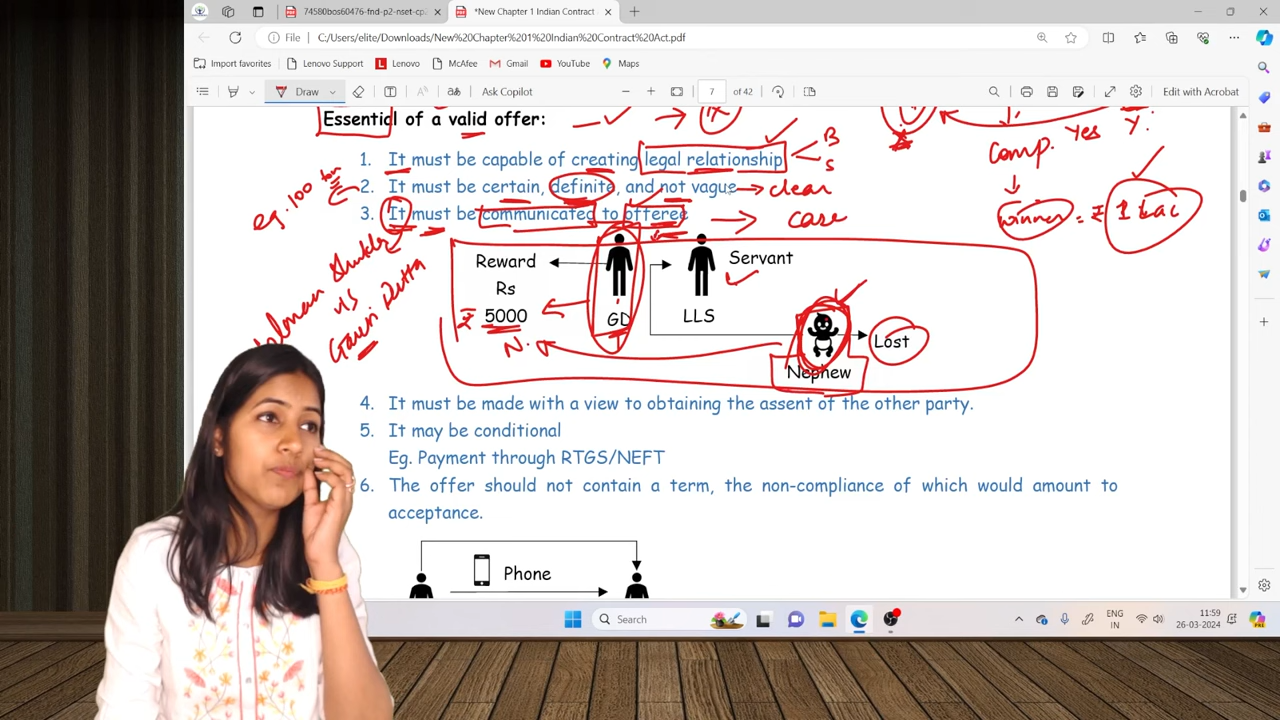 74580bos60476-fnd-p2-nset-cp2
*New Chapter 1 Indian Contract
File
C:/Users/elite/Downloads/New%20Chapter%201%20Indian%20Contract%20Act.pdf
Import favorites
Lenovo Support
Lenovo
McAfee
Gmail
YouTube
Maps
Draw
Ask Copilot
7
of 42
Edit with Acrobat
Essential of a valid offer:
1. It must be capable of creating legal relationship
B
S
2. It must be certain, definite, and not vague
clear
3. It must be communicated to offeree
case
eg. 100
comp.
Yes
Y.
winner = ₹ 1 Lac
vs
Gauri Dutta
Reward
Servant
Rs
₹ 5000
GD
LLS
Lost
N.
Nephew
4. It must be made with a view to obtaining the assent of the other party.
5. It may be conditional
Eg. Payment through RTGS/NEFT
6. The offer should not contain a term, the non-compliance of which would amount to
acceptance.
Phone
Search
ENG
IN
11:59
26-03-2024